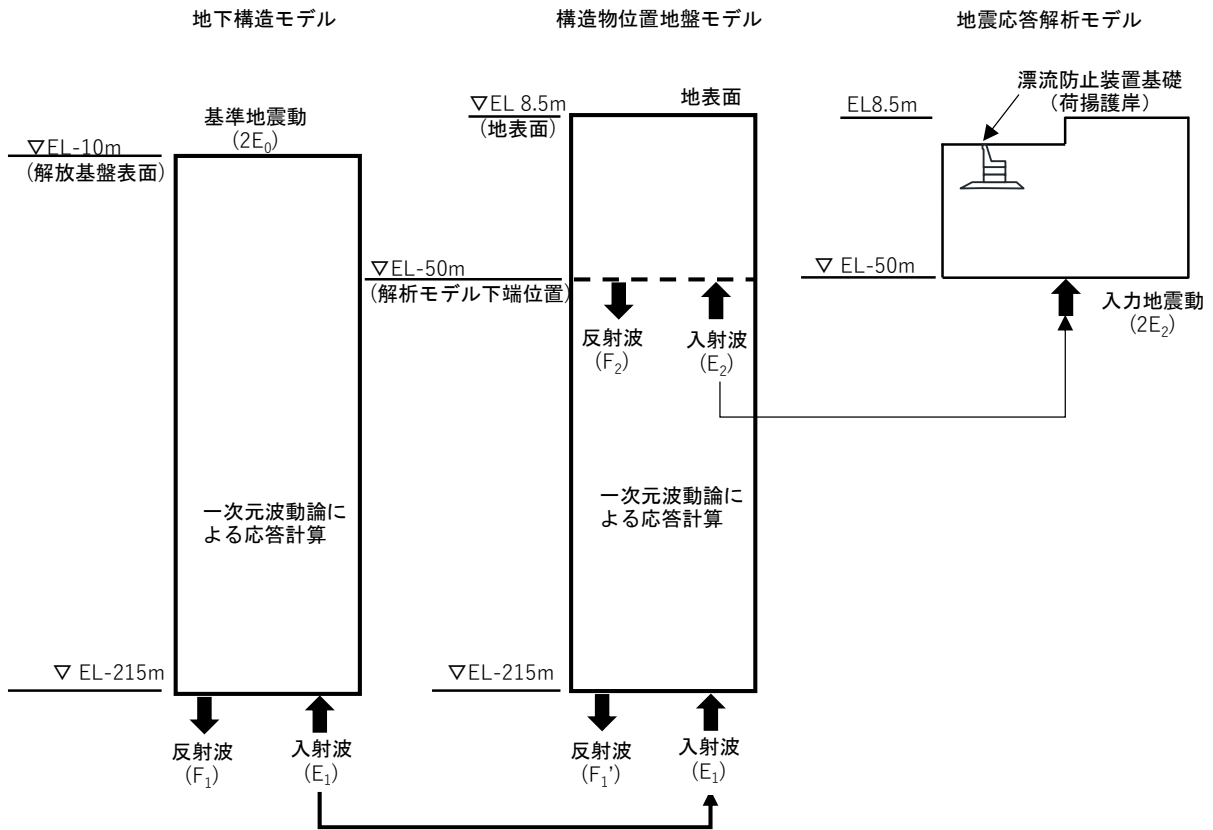 地下構造モデル
▽EL-10m
(解放基盤表面)
基準地震動
(2E₀)
一次元波動論に
よる応答計算
▽ EL-215m
反射波
(F₁)
入射波
(E₁)
構造物位置地盤モデル
▽EL 8.5m
(地表面)
地表面
▽EL-50m
(解析モデル下端位置)
反射波
(F₂)
入射波
(E₂)
一次元波動論に
よる応答計算
▽EL-215m
反射波
(F₁')
入射波
(E₁)
地震応答解析モデル
EL8.5m
漂流防止装置基礎
(荷揚護岸)
▽ EL-50m
入力地震動
(2E₂)